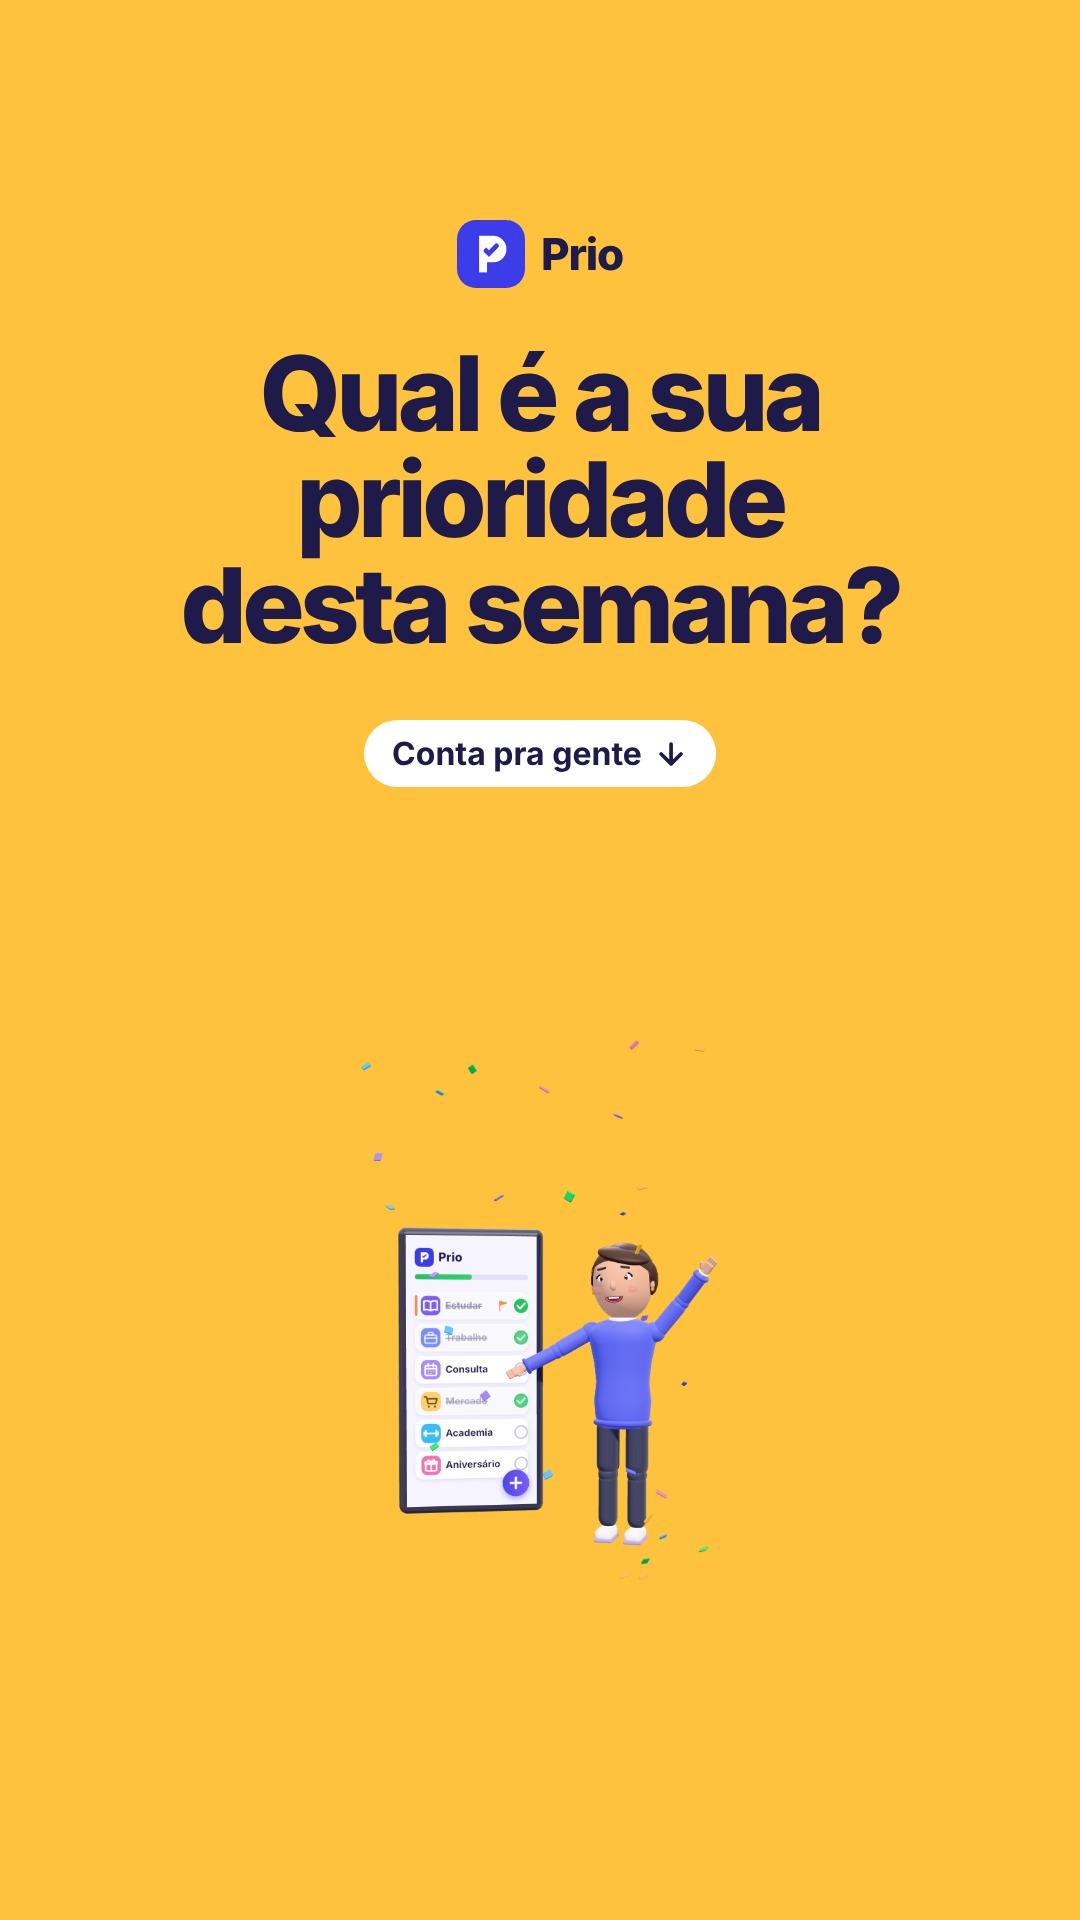 Prio
Qual é a sua
prioridade
desta semana?
Conta pra gente ↓
Prio
Estudar
Trabalho
Consulta
Mercado
Academia
Aniversário